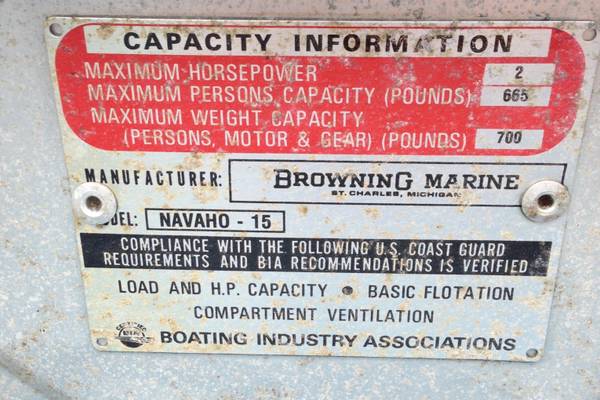 CAPACITY INFORMATION
MAXIMUM HORSEPOWER 2
MAXIMUM PERSONS CAPACITY (POUNDS) 665
MAXIMUM WEIGHT CAPACITY
(PERSONS, MOTOR & GEAR) (POUNDS) 700
MANUFACTURER: BROWNING MARINE
ST. CHARLES, MICHIGAN
NAVAHO - 15
COMPLIANCE WITH THE FOLLOWING U.S. COAST GUARD
REQUIREMENTS AND BIA RECOMMENDATIONS IS VERIFIED
LOAD AND H.P. CAPACITY • BASIC FLOTATION
COMPARTMENT VENTILATION
CERTIFIED
BIA
BOATING INDUSTRY ASSOCIATIONS